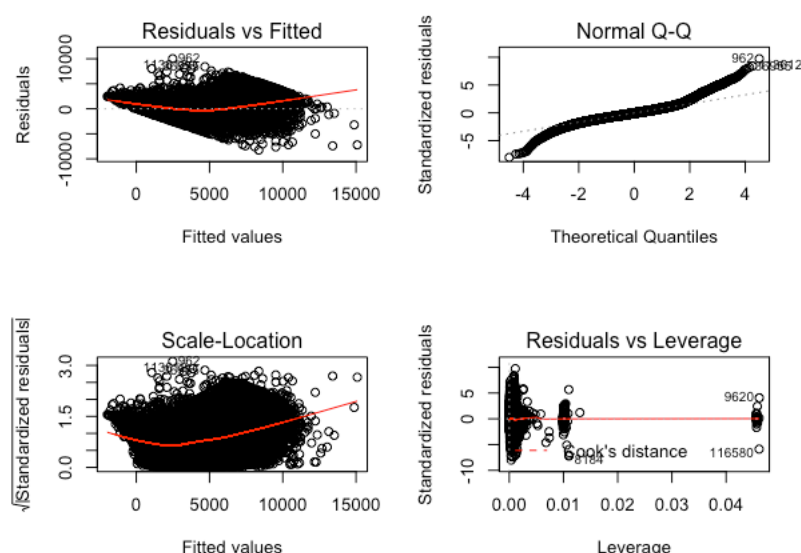 Residuals vs Fitted
Residuals
10000
0
-10000
962
0
5000
10000
15000
Fitted values
Normal Q-Q
Standardized residuals
10
5
0
-5
962
-4
-2
0
2
4
Theoretical Quantiles
Scale-Location
√|Standardized residuals|
3.0
1.5
0.0
962
0
5000
10000
15000
Fitted values
Residuals vs Leverage
Standardized residuals
10
5
0
-10
9620
116580
8184
Cook's distance
0.00
0.01
0.02
0.03
0.04
Leverage